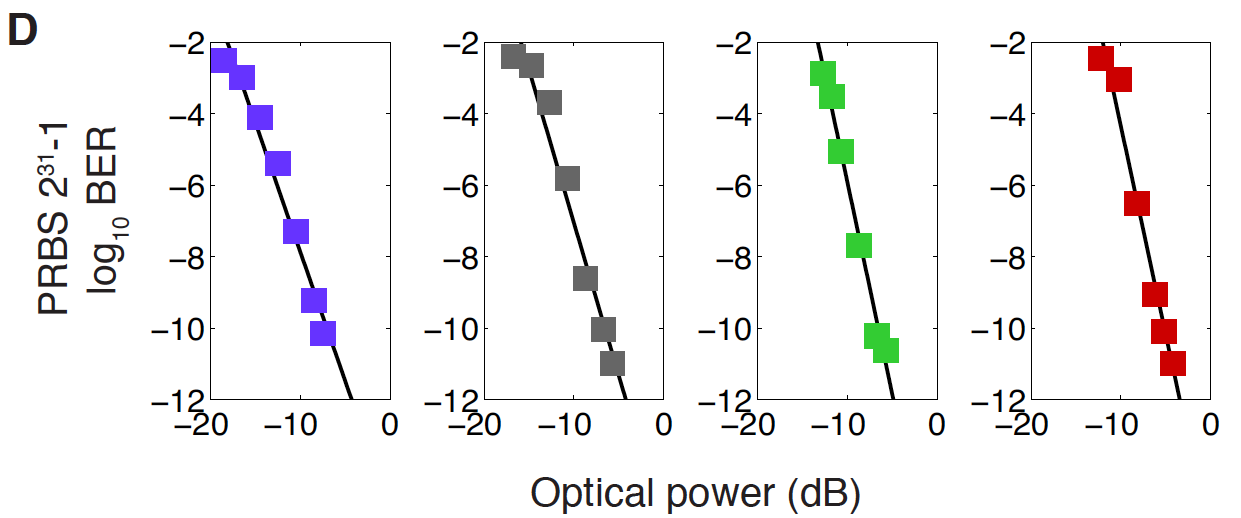 D
PRBS 2³¹-1
log₁₀ BER
−2 −2 −2 −2
−4 −4 −4 −4
−6 −6 −6 −6
−8 −8 −8 −8
−10 −10 −10 −10
−12 −12 −12 −12
−20 −10 0 −20 −10 0 −20 −10 0 −20 −10 0
Optical power (dB)